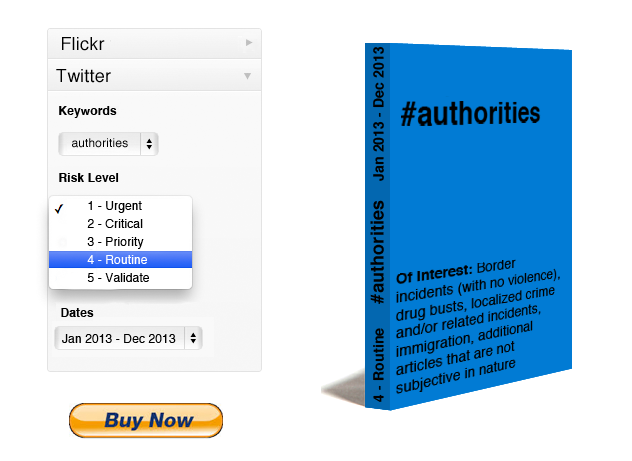 Flickr
Twitter
Keywords
authorities
Risk Level
✓ 1 - Urgent
2 - Critical
3 - Priority
4 - Routine
5 - Validate
Dates
Jan 2013 - Dec 2013
Buy Now
4 - Routine #authorities Jan 2013 - Dec 2013
#authorities
Of Interest: Border
incidents (with no violence),
drug busts, localized crime
and/or related incidents,
immigration, additional
articles that are not
subjective in nature